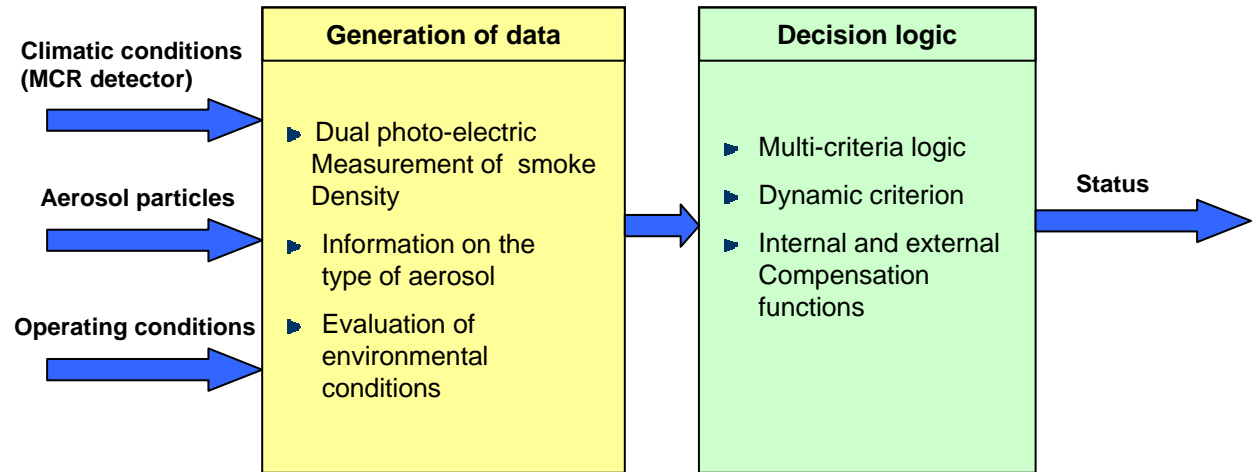 Climatic conditions
(MCR detector)
Aerosol particles
Operating conditions
Generation of data
Dual photo-electric
Measurement of smoke
Density
Information on the
type of aerosol
Evaluation of
environmental
conditions
Decision logic
Multi-criteria logic
Dynamic criterion
Internal and external
Compensation
functions
Status